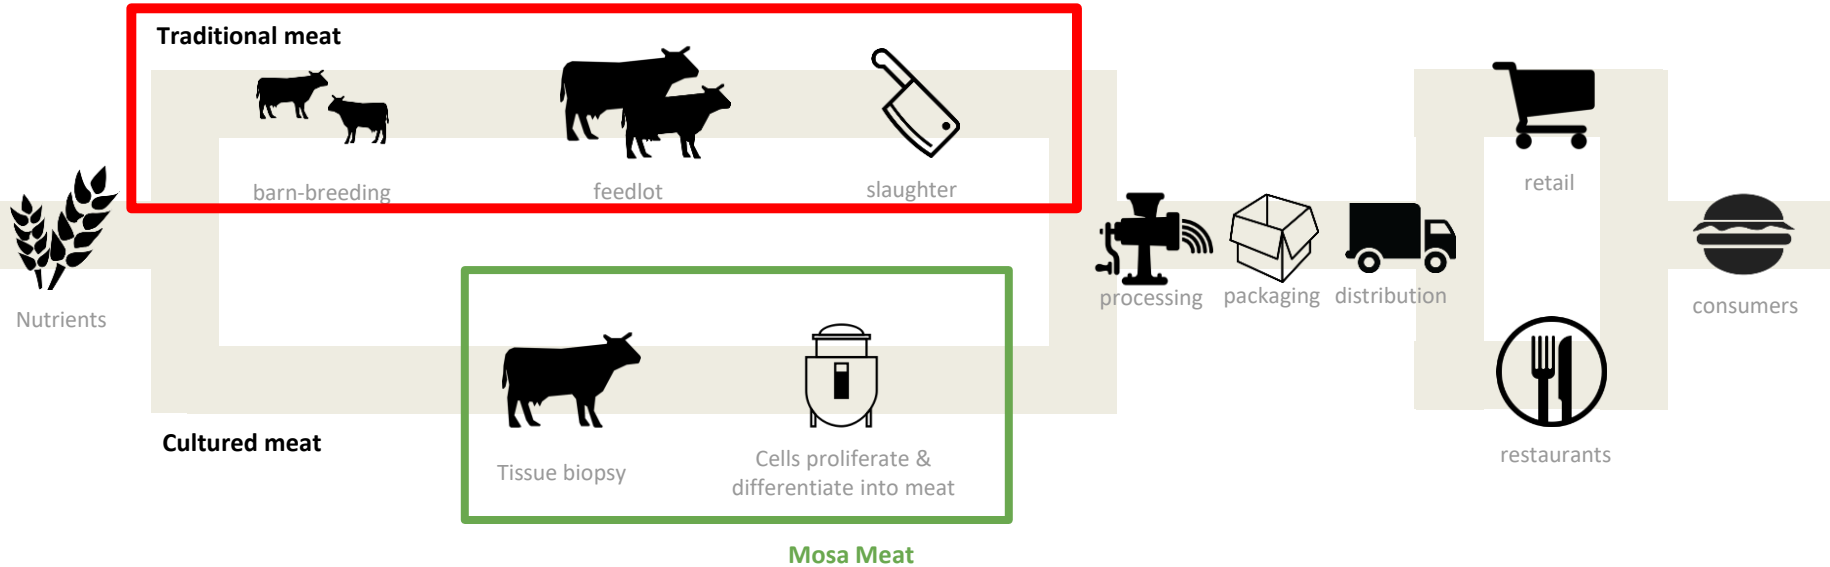 Traditional meat
barn-breeding
feedlot
slaughter
retail
Nutrients
processing
packaging
distribution
consumers
Cultured meat
Tissue biopsy
Cells proliferate &
differentiate into meat
restaurants
Mosa Meat